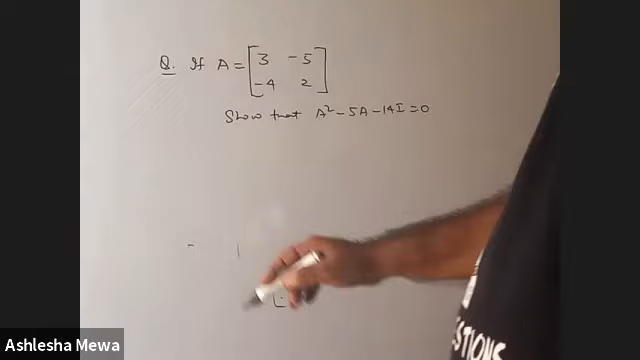 Q. If A = [ 3 -5
-4 2 ]
Show that A² - 5A - 14I = 0
Ashlesha Mewa